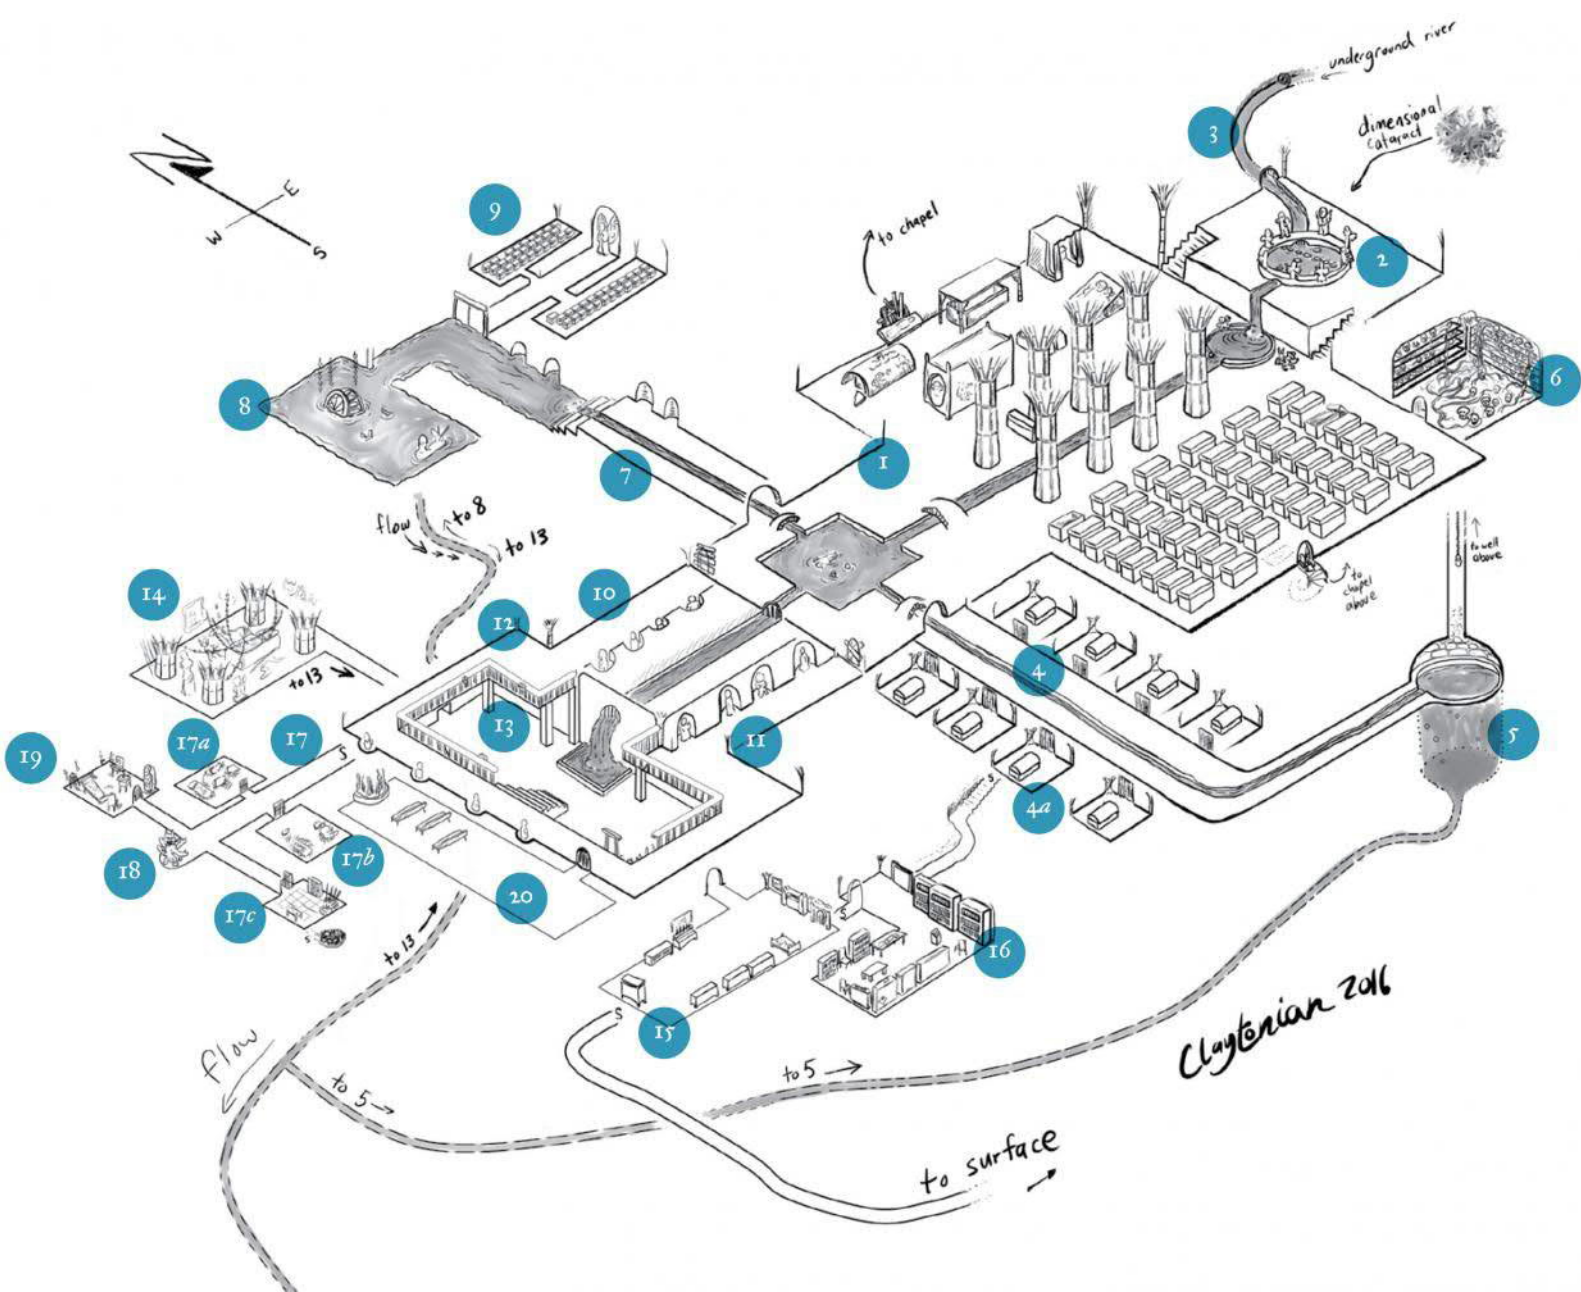 underground river
3
dimensional
cataract
N
E
W
S
9
to chapel
2
6
8
7
1
flow
to 8
to 13
to well
above
to
chapel
above
14
10
12
4
to 13
13
5
17a
17
11
19
4a
18
17b
17c
20
S
S
S
S
S
16
to 13
15
Claytonian 2016
flow
to 5
to 5
to surface